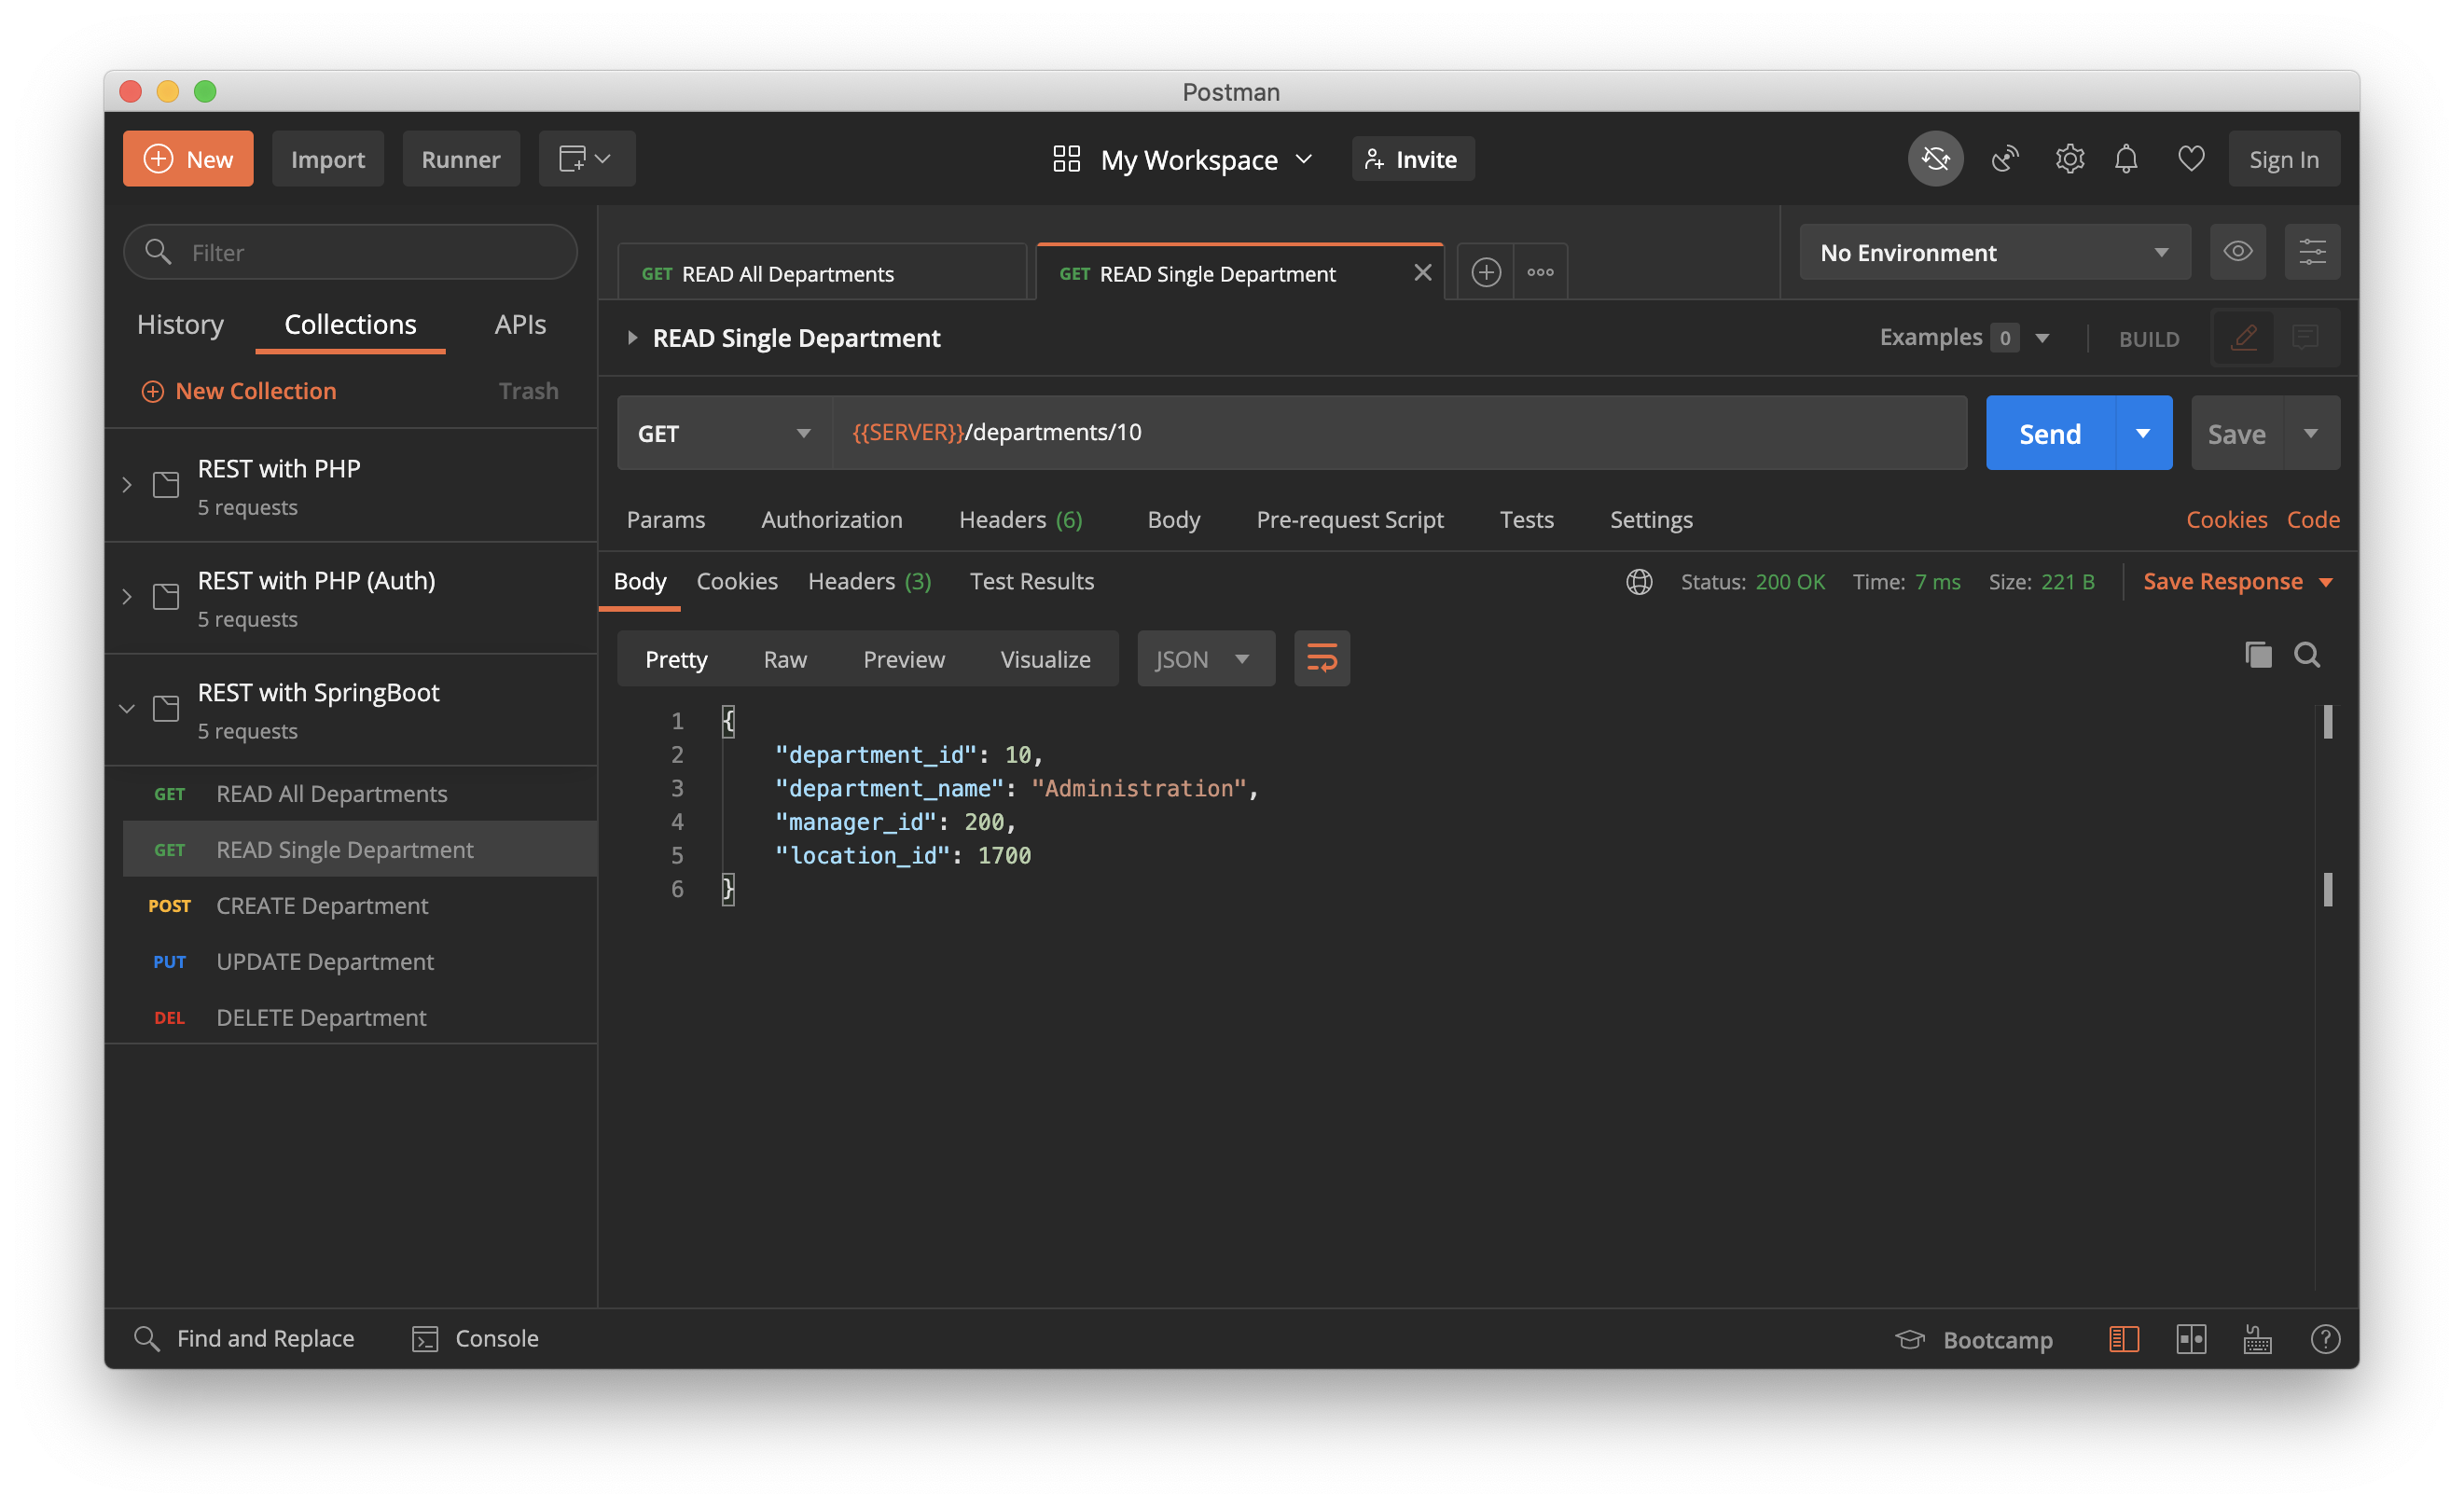 Postman
New Import Runner
My Workspace Invite
Sign In
Filter
History Collections APIs
New Collection Trash
REST with PHP
5 requests
REST with PHP (Auth)
5 requests
REST with SpringBoot
5 requests
GET READ All Departments
GET READ Single Department
POST CREATE Department
PUT UPDATE Department
DEL DELETE Department
GET READ All Departments GET READ Single Department
No Environment
READ Single Department
Examples 0 BUILD
GET {{SERVER}}/departments/10
Send Save
Params Authorization Headers (6) Body Pre-request Script Tests Settings Cookies Code
Body Cookies Headers (3) Test Results Status: 200 OK Time: 7 ms Size: 221 B Save Response
Pretty Raw Preview Visualize JSON
1 {
2 "department_id": 10,
3 "department_name": "Administration",
4 "manager_id": 200,
5 "location_id": 1700
6 }
Find and Replace Console Bootcamp